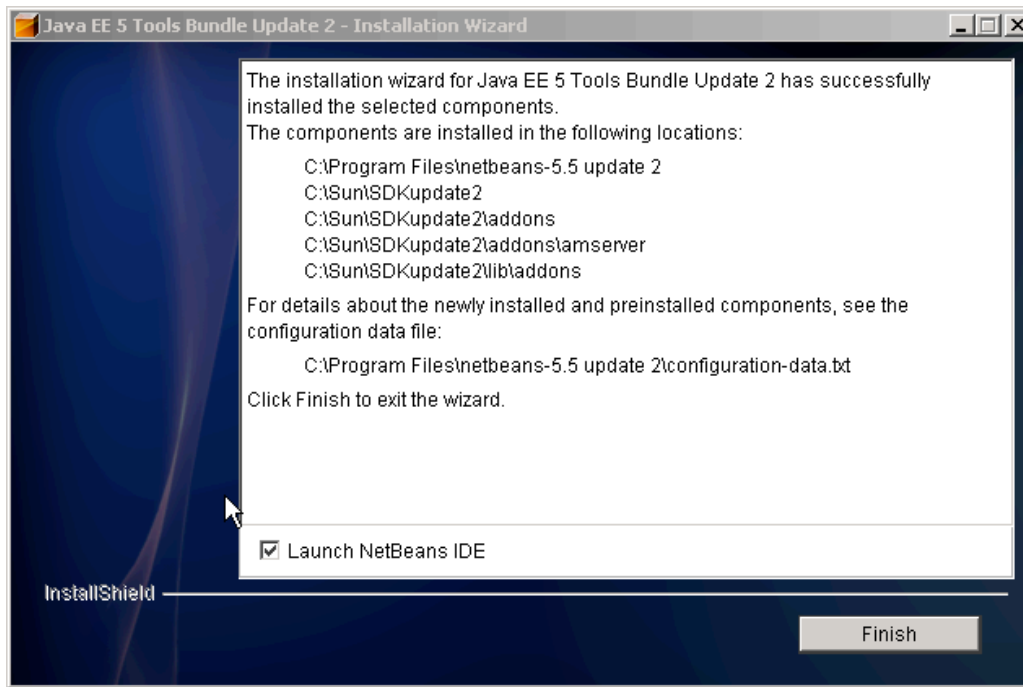 Java EE 5 Tools Bundle Update 2 - Installation Wizard
The installation wizard for Java EE 5 Tools Bundle Update 2 has successfully
installed the selected components.
The components are installed in the following locations:
C:\Program Files\netbeans-5.5 update 2
C:\Sun\SDKupdate2
C:\Sun\SDKupdate2\addons
C:\Sun\SDKupdate2\addons\amserver
C:\Sun\SDKupdate2\lib\addons
For details about the newly installed and preinstalled components, see the
configuration data file:
C:\Program Files\netbeans-5.5 update 2\configuration-data.txt
Click Finish to exit the wizard.
Launch NetBeans IDE
InstallShield
Finish